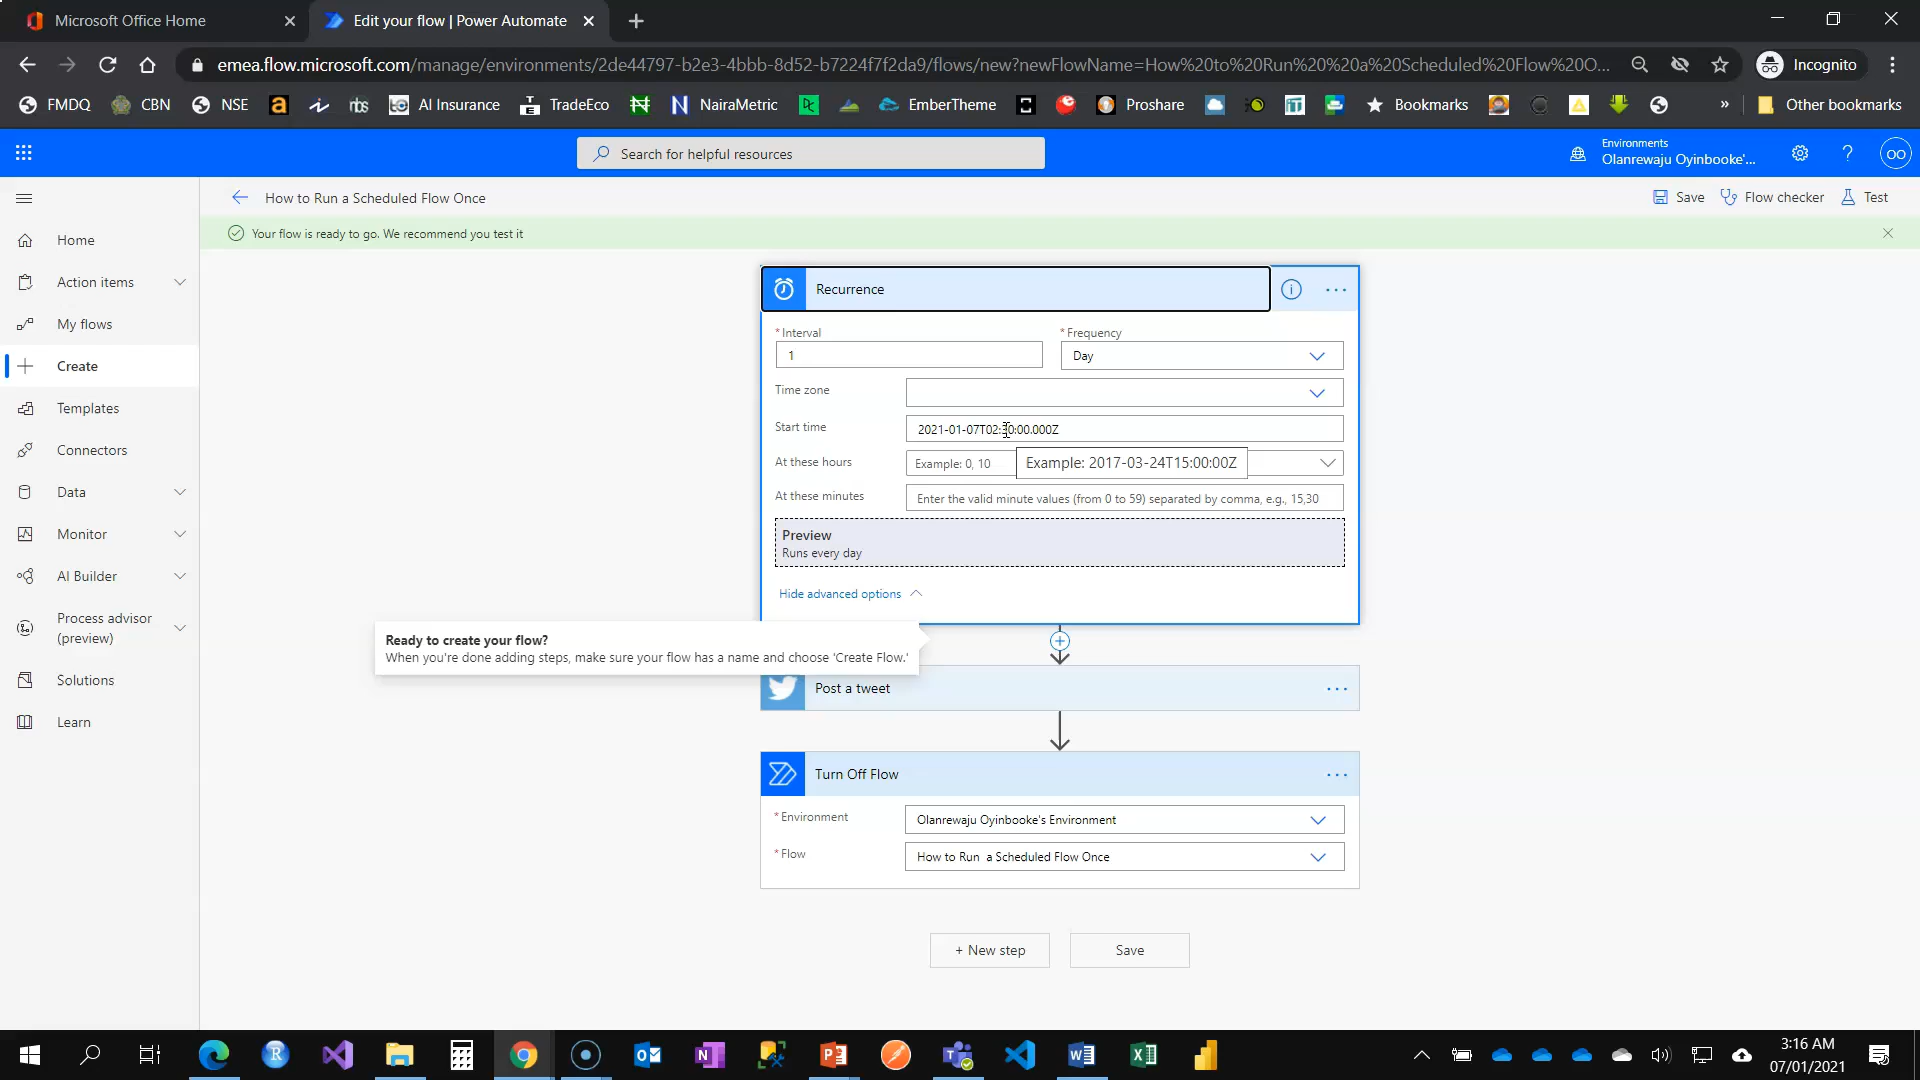 Microsoft Office Home
Edit your flow | Power Automate
emea.flow.microsoft.com/manage/environments/2de44797-b2e3-4bbb-8d52-b7224f7f2da9/flows/new?newFlowName=How%20to%20Run%20%20a%20Scheduled%20Flow%20O...
Incognito
FMDQ
CBN
NSE
AI Insurance
TradeEco
NairaMetric
EmberTheme
Proshare
Bookmarks
»
Other bookmarks
Search for helpful resources
Environments
Olanrewaju Oyinbooke'...
OO
How to Run a Scheduled Flow Once
Save
Flow checker
Test
Your flow is ready to go. We recommend you test it
Home
Action items
My flows
Create
Templates
Connectors
Data
Monitor
AI Builder
Process advisor
(preview)
Solutions
Learn
Recurrence
* Interval
* Frequency
1
Day
Time zone
Start time
2021-01-07T02:30:00.000Z
At these hours
Example: 0, 10
Example: 2017-03-24T15:00:00Z
At these minutes
Enter the valid minute values (from 0 to 59) separated by comma, e.g., 15,30
Preview
Runs every day
Hide advanced options
Ready to create your flow?
When you're done adding steps, make sure your flow has a name and choose 'Create Flow.'
Post a tweet
Turn Off Flow
* Environment
Olanrewaju Oyinbooke's Environment
* Flow
How to Run  a Scheduled Flow Once
+ New step
Save
3:16 AM
07/01/2021